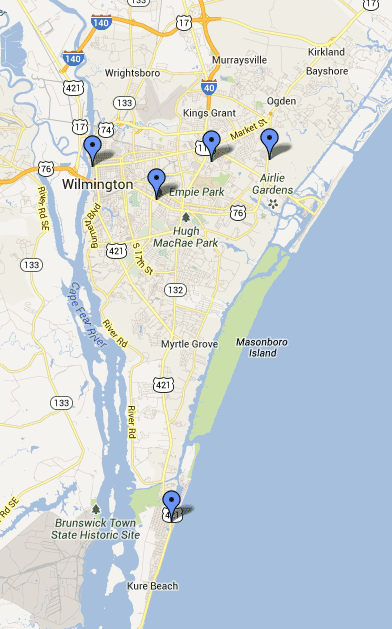 133
140
17
17
Kirkland
Murraysville
Bayshore
140
Wrightsboro
421
40
133
Ogden
Kings Grant
17
74
Market St
76
Empie Park
Airlie
Gardens
Wilmington
River Rd SE
Burnett Blvd
76
Hugh
MacRae Park
421
S 17th St
133
132
Cape Fear River
River Rd
Myrtle Grove
Masonboro
Island
421
133
River Rd
Rd SE
421
Brunswick Town
State Historic Site
Kure Beach